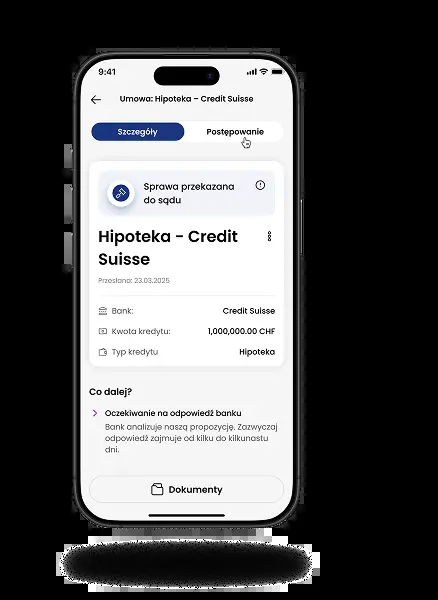 9:41
Umowa: Hipoteka – Credit Suisse
Szczegóły
Postępowanie
Sprawa przekazana
do sądu
Hipoteka - Credit
Suisse
Przesłano: 23.03.2025
Bank: Credit Suisse
Kwota kredytu: 1,000,000.00 CHF
Typ kredytu Hipoteka
Co dalej?
Oczekiwanie na odpowiedź banku
Bank analizuje naszą propozycję. Zazwyczaj
odpowiedź zajmuje od kilku do kilkunastu
dni.
Dokumenty